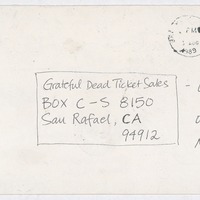 Grateful Dead Ticket Sales
BOX C-S 8150
San Rafael, CA
94912